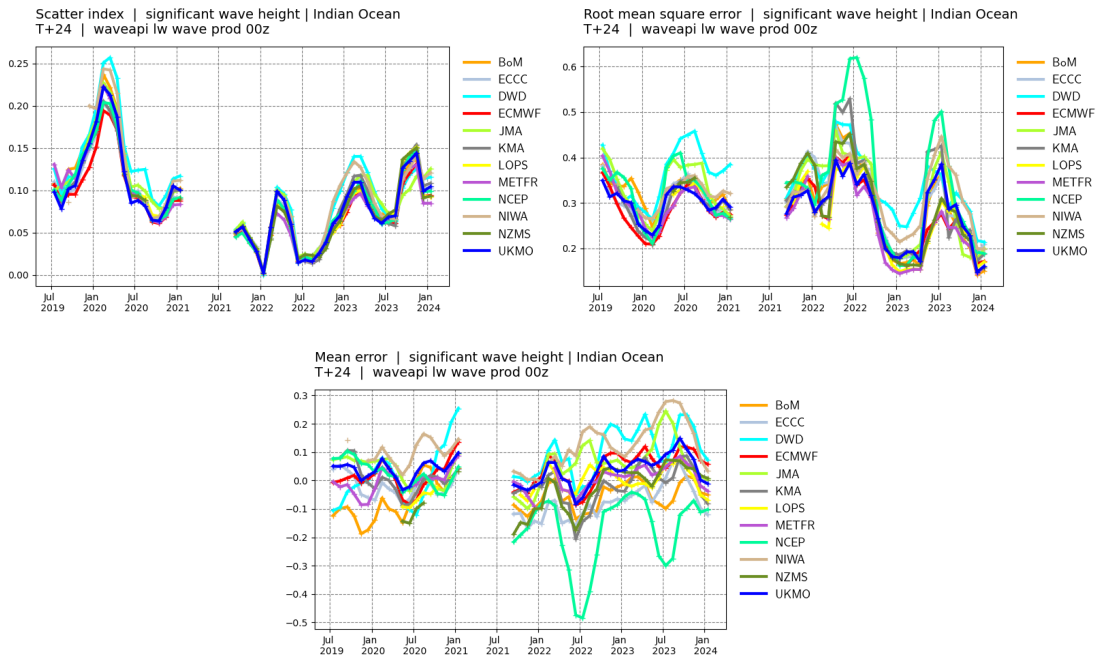 Scatter index | significant wave height | Indian Ocean
T+24 | waveapi lw wave prod 00z
0.25
0.20
0.15
0.10
0.05
0.00
Jul
2019
Jan
2020
Jul
2020
Jan
2021
Jul
2021
Jan
2022
Jul
2022
Jan
2023
Jul
2023
Jan
2024
BoM
ECCC
DWD
ECMWF
JMA
KMA
LOPS
METFR
NCEP
NIWA
NZMS
UKMO
Root mean square error | significant wave height | Indian Ocean
T+24 | waveapi lw wave prod 00z
0.6
0.5
0.4
0.3
0.2
Jul
2019
Jan
2020
Jul
2020
Jan
2021
Jul
2021
Jan
2022
Jul
2022
Jan
2023
Jul
2023
Jan
2024
BoM
ECCC
DWD
ECMWF
JMA
KMA
LOPS
METFR
NCEP
NIWA
NZMS
UKMO
Mean error | significant wave height | Indian Ocean
T+24 | waveapi lw wave prod 00z
0.3
0.2
0.1
0.0
−0.1
−0.2
−0.3
−0.4
−0.5
Jul
2019
Jan
2020
Jul
2020
Jan
2021
Jul
2021
Jan
2022
Jul
2022
Jan
2023
Jul
2023
Jan
2024
BoM
ECCC
DWD
ECMWF
JMA
KMA
LOPS
METFR
NCEP
NIWA
NZMS
UKMO